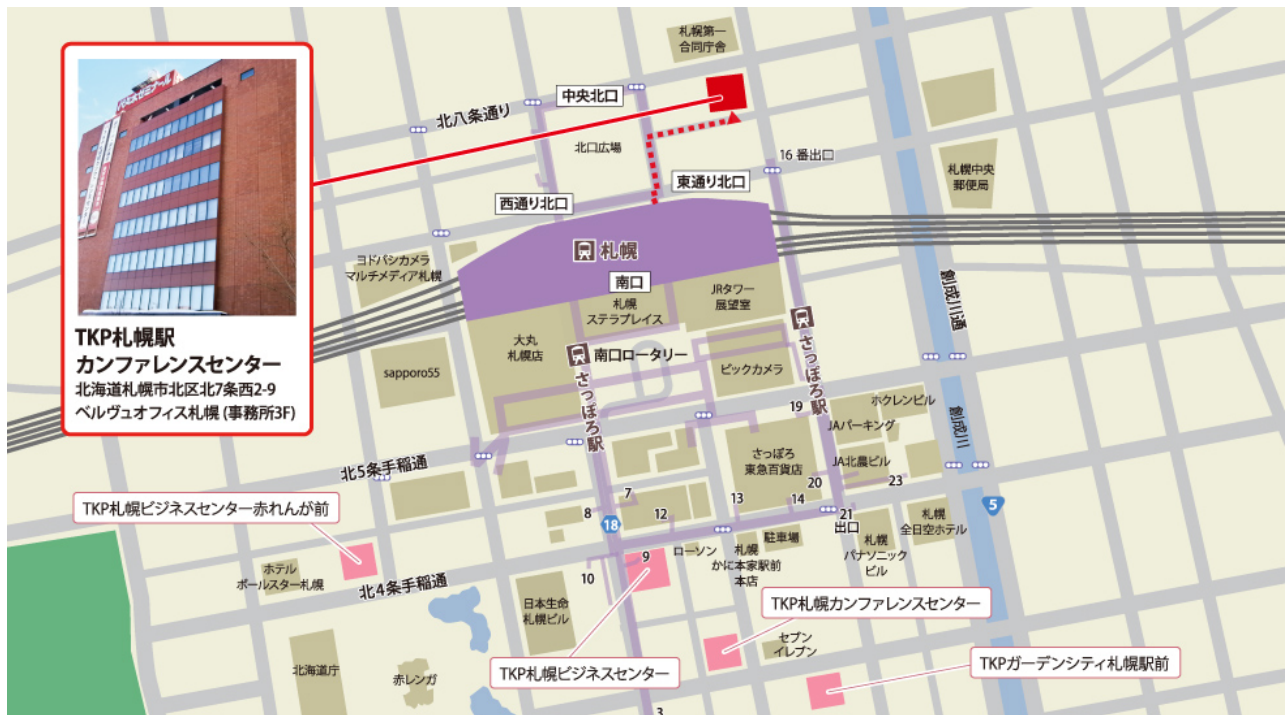 札幌第一
合同庁舎
中央北口
北八条通り
北口広場
16番出口
札幌中央
郵便局
東通り北口
西通り北口
ヨドバシカメラ
マルチメディア札幌
札幌
南口
札幌
ステラプレイス
JRタワー
展望室
創成川通
TKP札幌駅
カンファレンスセンター
北海道札幌市北区北7条西2-9
ベルヴュオフィス札幌 (事務所3F)
大丸
札幌店
南口ロータリー
さっぽろ駅
さっぽろ駅
sapporo55
ビックカメラ
ホクレンビル
19
JAパーキング
創成川
北5条手稲通
さっぽろ
東急百貨店
JA北農ビル
20
23
TKP札幌ビジネスセンター赤れんが前
7
8
18
12
13
14
21
出口
5
札幌
全日空ホテル
駐車場
札幌
パナソニック
ビル
ローソン
札幌
かに本家駅前
本店
9
10
ホテル
ポールスター札幌
北4条手稲通
日本生命
札幌ビル
TKP札幌カンファレンスセンター
セブン
イレブン
TKP札幌ビジネスセンター
TKPガーデンシティ札幌駅前
北海道庁
赤レンガ
3